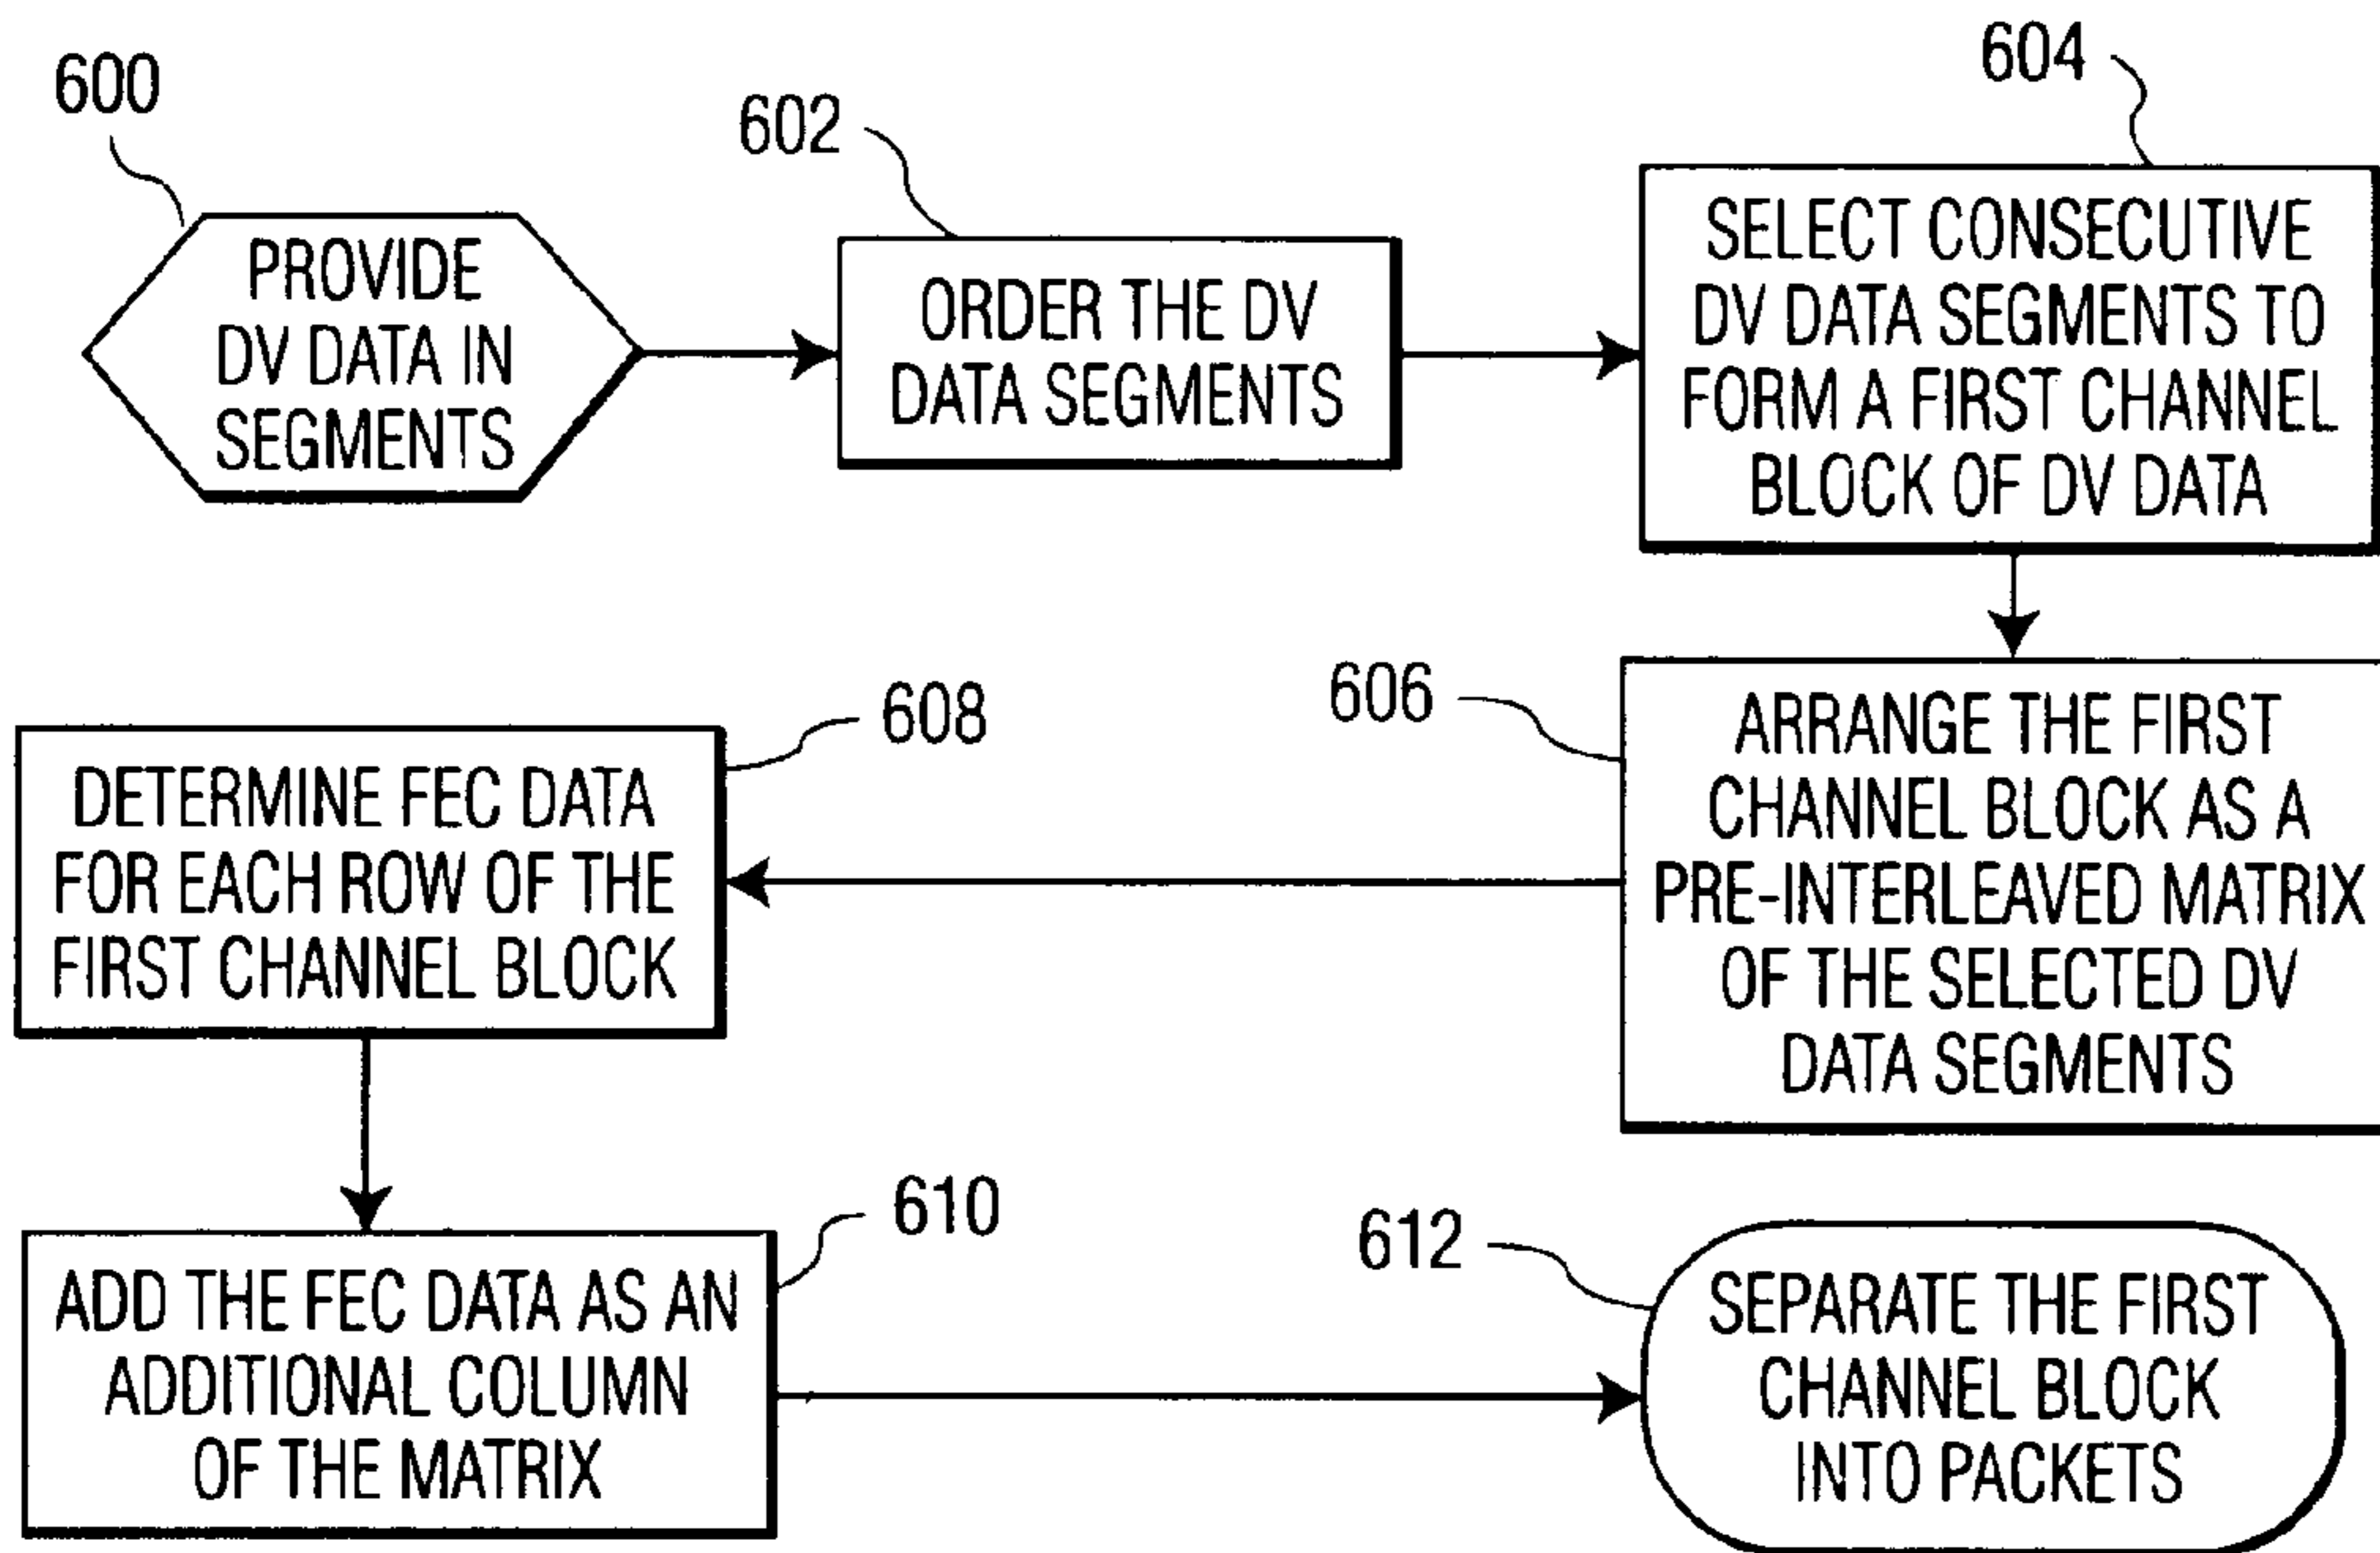 600
PROVIDE
DV DATA IN
SEGMENTS
602
ORDER THE DV
DATA SEGMENTS
604
SELECT CONSECUTIVE
DV DATA SEGMENTS TO
FORM A FIRST CHANNEL
BLOCK OF DV DATA
606
ARRANGE THE FIRST
CHANNEL BLOCK AS A
PRE-INTERLEAVED MATRIX
OF THE SELECTED DV
DATA SEGMENTS
608
DETERMINE FEC DATA
FOR EACH ROW OF THE
FIRST CHANNEL BLOCK
610
ADD THE FEC DATA AS AN
ADDITIONAL COLUMN
OF THE MATRIX
612
SEPARATE THE FIRST
CHANNEL BLOCK
INTO PACKETS